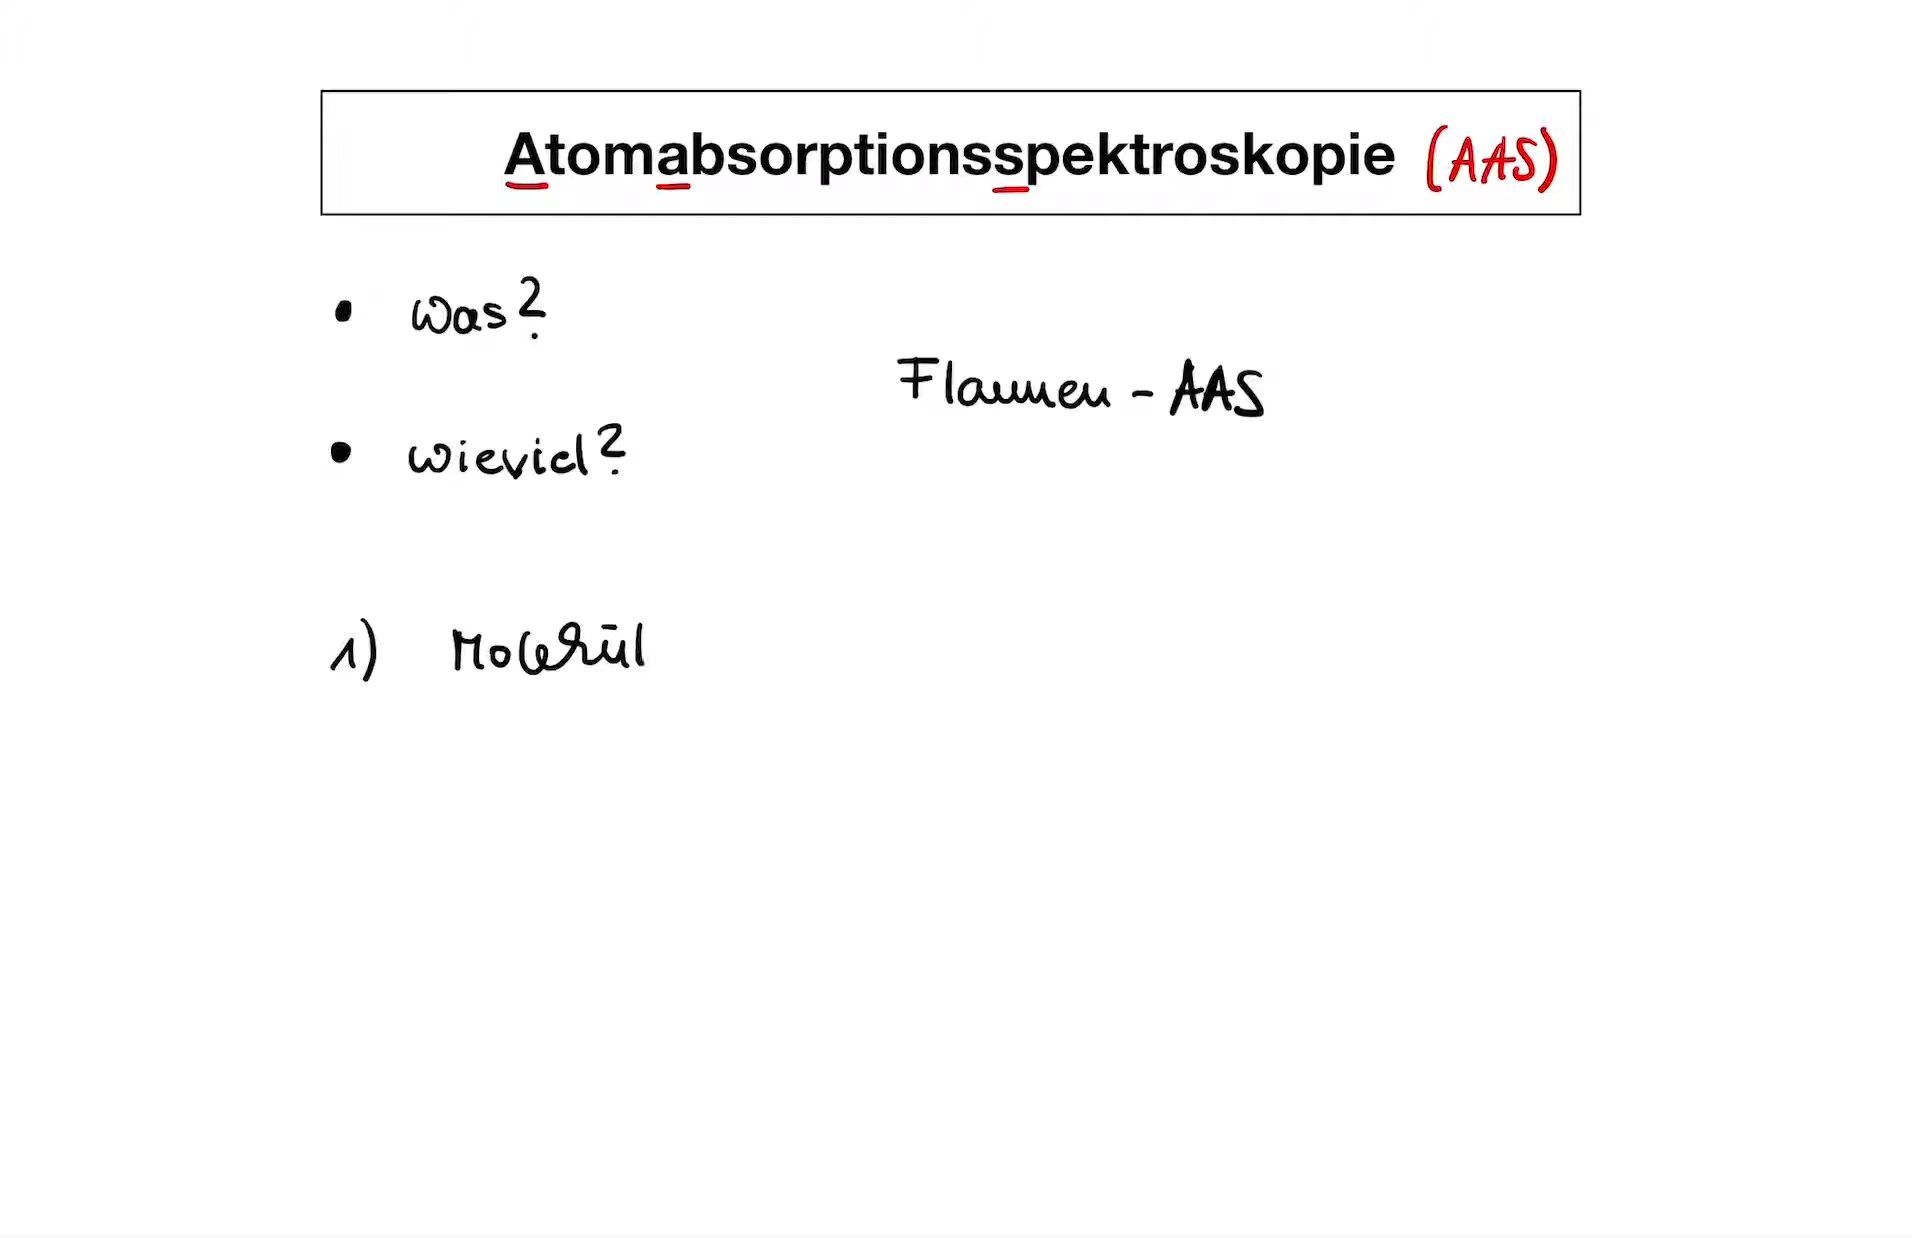 Atomabsorptionsspektroskopie (AAS)
• Was?
Flammen - AAS
• wieviel?
1) Molekül